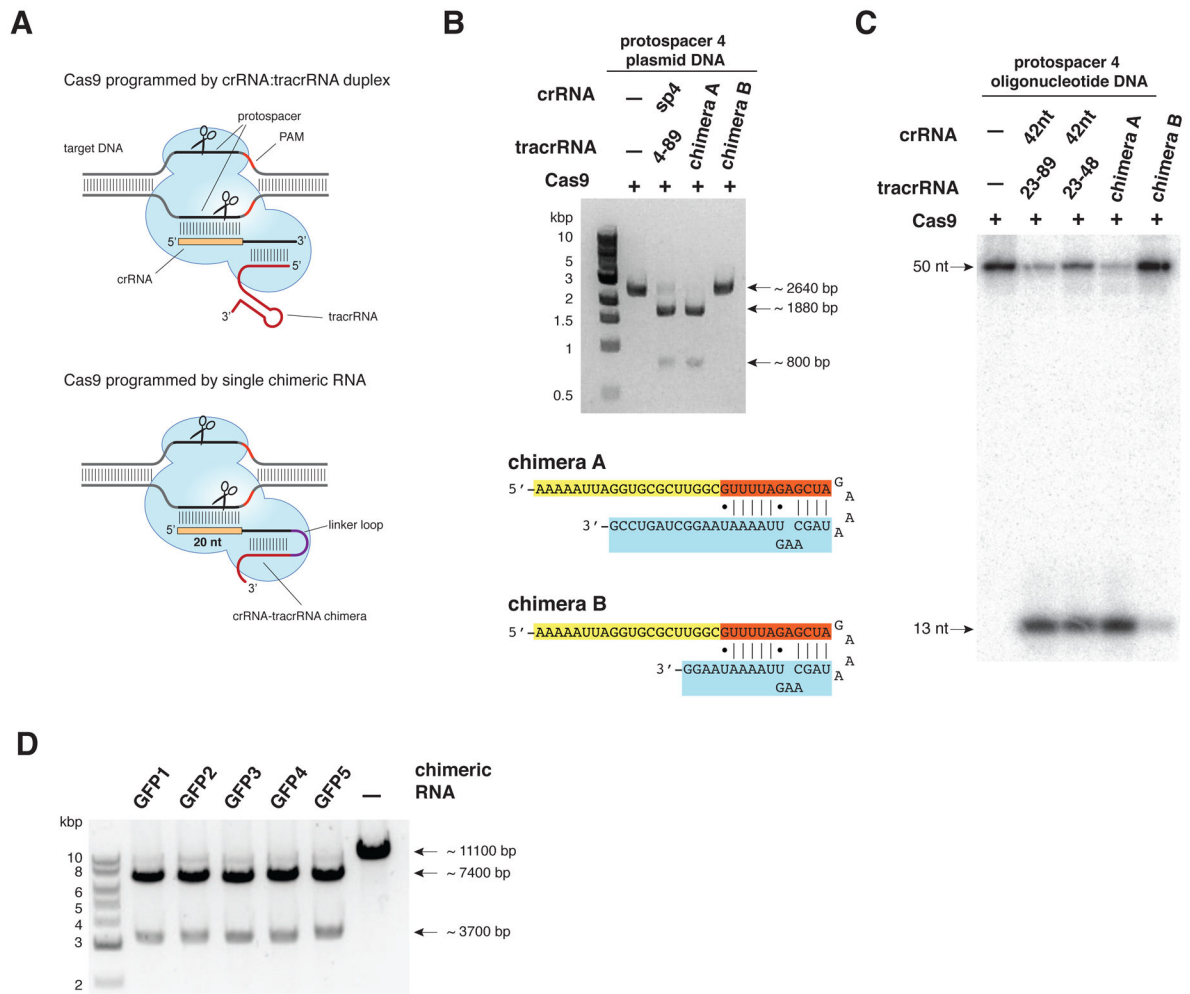 A
Cas9 programmed by crRNA:tracrRNA duplex
protospacer
target DNA
PAM
5’
3’
5’
crRNA
3’
tracrRNA
Cas9 programmed by single chimeric RNA
linker loop
5’
20 nt
3’
crRNA-tracrRNA chimera
B
protospacer 4
plasmid DNA
crRNA — sp4 chimera A chimera B
tracrRNA — 4-89
Cas9 + + + +
kbp
10
5
3
2
1.5
1
0.5
~ 2640 bp
~ 1880 bp
~ 800 bp
chimera A
5’-AAAAAUUAGGUGCGCUUGGCGUUUUAGAGCUA
G
A
A
A
3’-GCCUGAUCGGAAUAAAAUU CGAU
GAA
chimera B
5’-AAAAAUUAGGUGCGCUUGGCGUUUUAGAGCUA
G
A
A
A
3’-GGAAUAAAAUU CGAU
GAA
C
protospacer 4
oligonucleotide DNA
crRNA — 42nt 42nt chimera A chimera B
tracrRNA — 23-89 23-48
Cas9 + + + + +
50 nt
13 nt
D
GFP1 GFP2 GFP3 GFP4 GFP5 — chimeric
RNA
kbp
10
8
6
5
4
3
2
~ 11100 bp
~ 7400 bp
~ 3700 bp